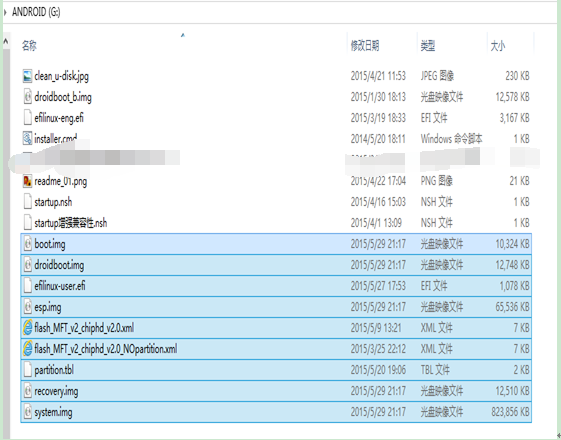 ANDROID (G:)
名称 修改日期 类型 大小
clean_u-disk.jpg 2015/4/21 11:53 JPEG 图像 230 KB
droidboot_b.img 2015/1/30 18:13 光盘映像文件 12,578 KB
efilinux-eng.efi 2015/3/19 18:33 EFI 文件 3,167 KB
installer.cmd 2014/5/20 18:11 Windows 命令脚本 1 KB
readme_01.png 2015/4/22 17:04 PNG 图像 21 KB
startup.nsh 2015/4/16 15:03 NSH 文件 1 KB
startup增强兼容性.nsh 2015/4/1 13:09 NSH 文件 1 KB
boot.img 2015/5/29 21:17 光盘映像文件 10,324 KB
droidboot.img 2015/5/29 21:17 光盘映像文件 12,748 KB
efilinux-user.efi 2015/5/27 17:53 EFI 文件 1,078 KB
esp.img 2015/5/29 21:17 光盘映像文件 65,536 KB
flash_MFT_v2_chiphd_v2.0.xml 2015/5/9 13:21 XML 文件 7 KB
flash_MFT_v2_chiphd_v2.0_NOpartition.xml 2015/3/25 22:12 XML 文件 7 KB
partition.tbl 2015/5/20 19:06 TBL 文件 2 KB
recovery.img 2015/5/29 21:17 光盘映像文件 12,510 KB
system.img 2015/5/29 21:17 光盘映像文件 823,856 KB